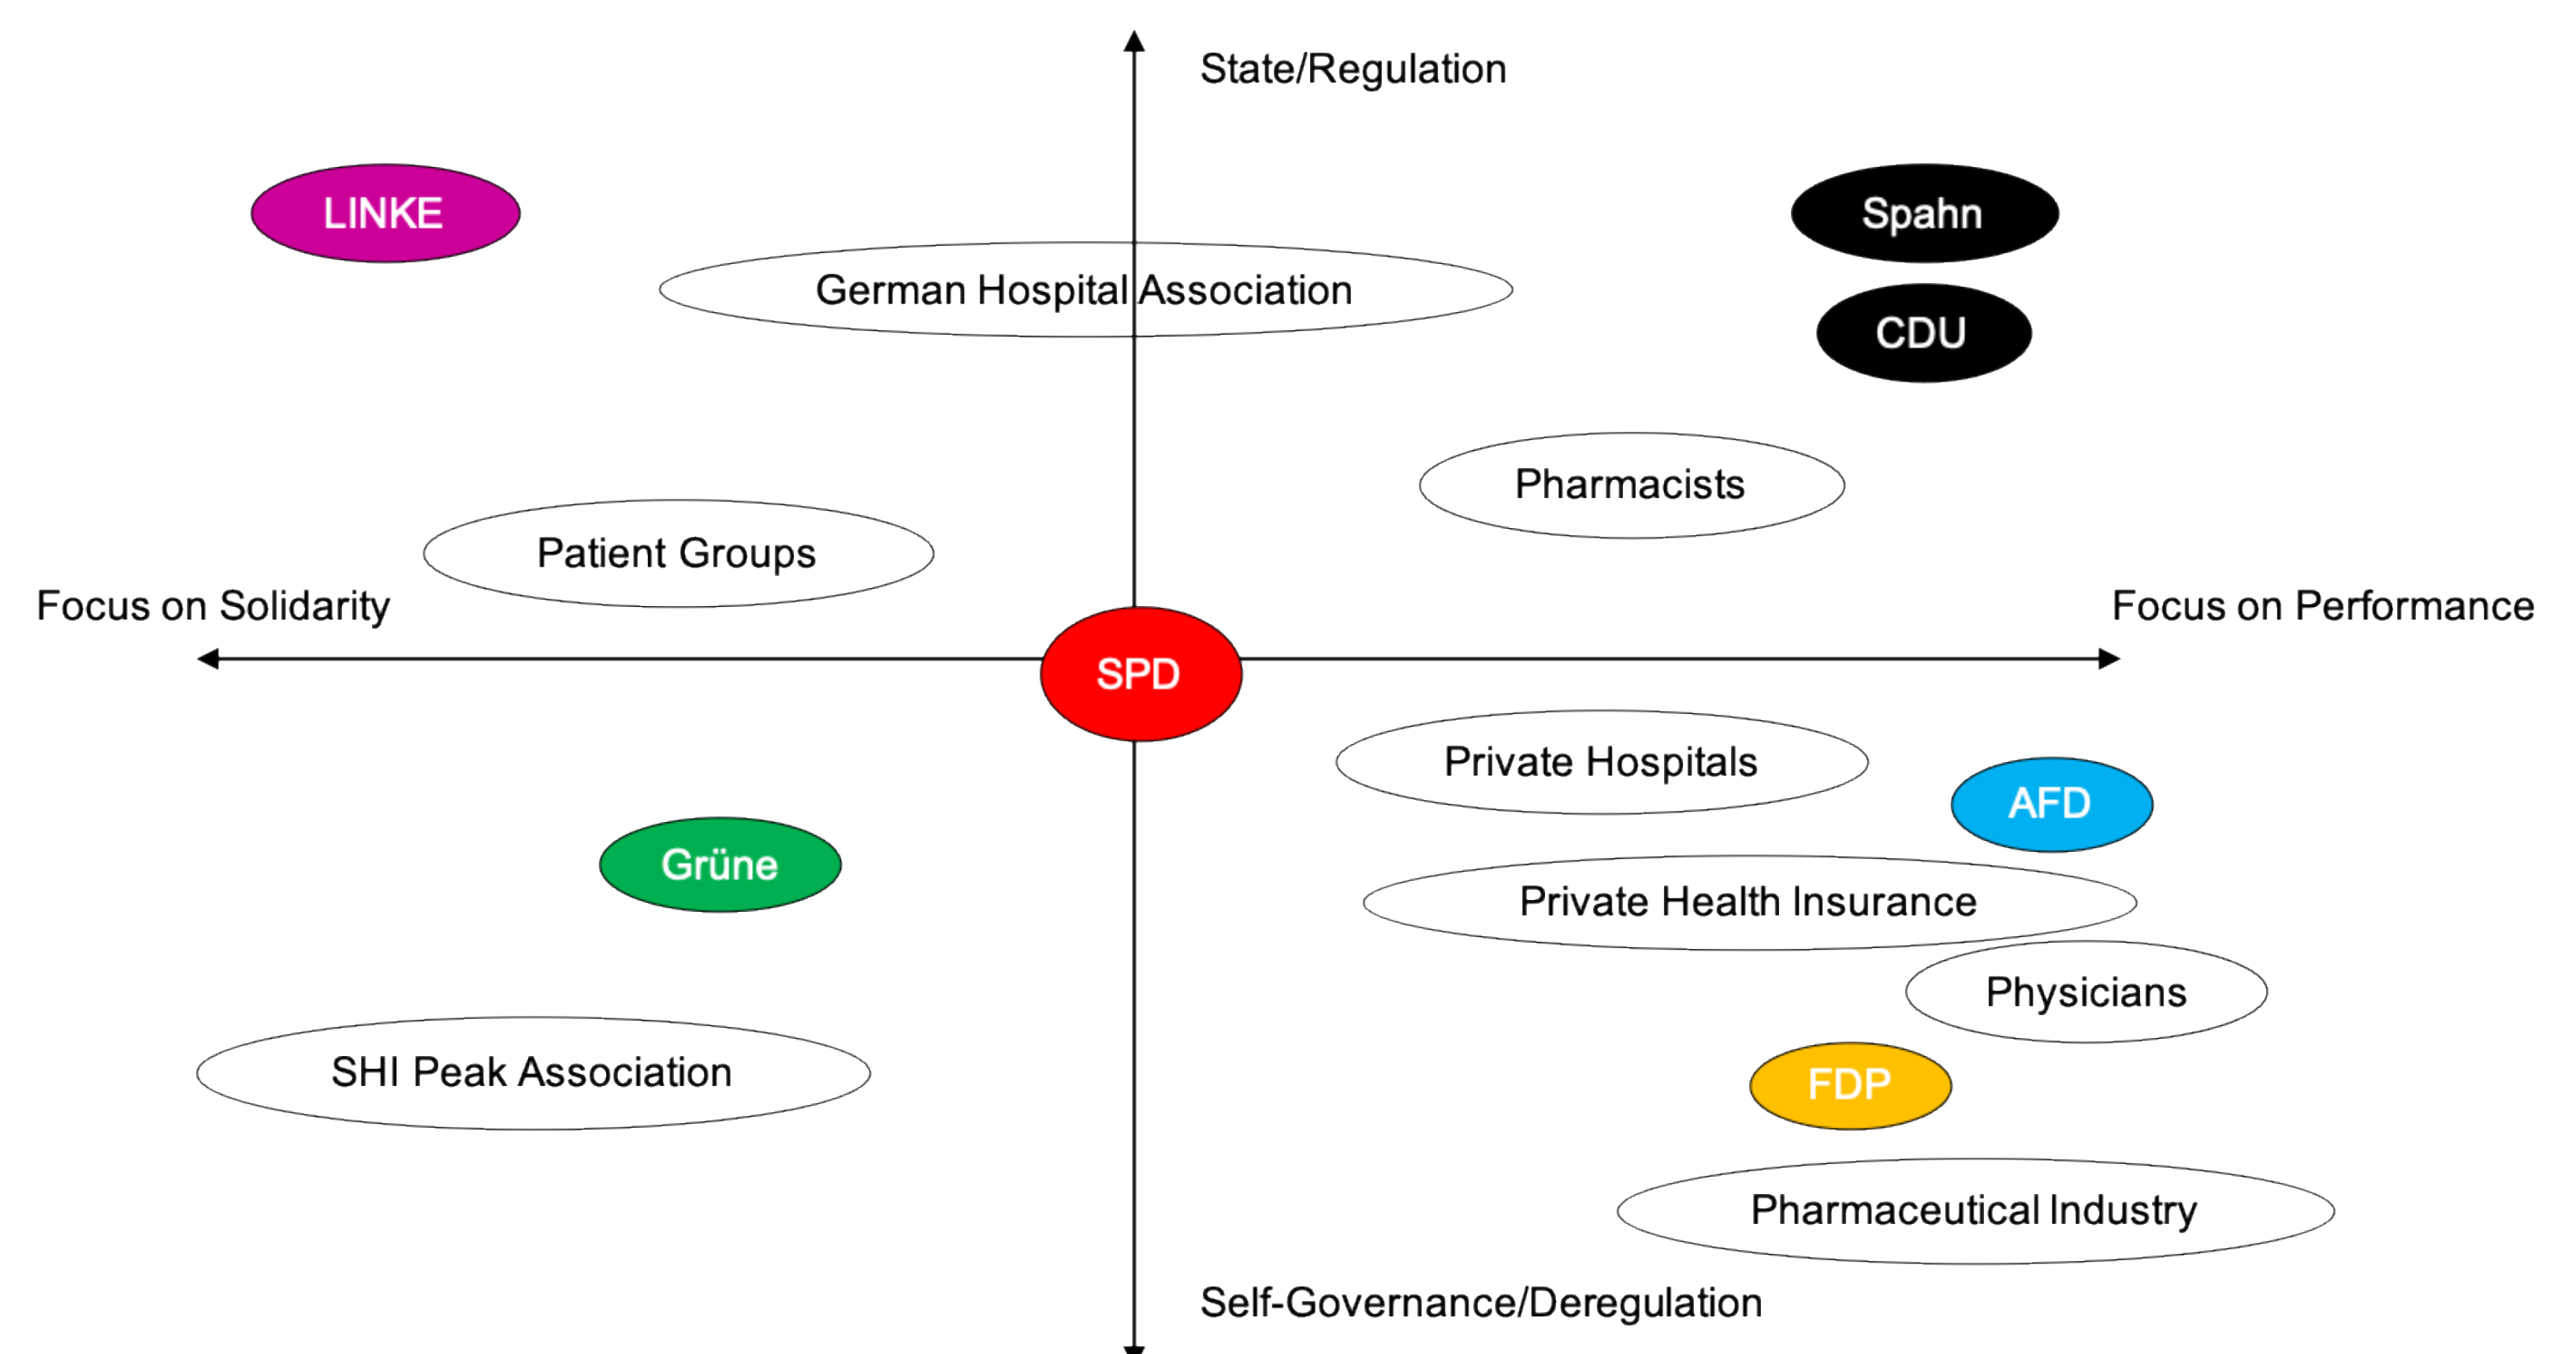 State/Regulation
LINKE
Spahn
German Hospital Association
CDU
Pharmacists
Patient Groups
Focus on Solidarity
Focus on Performance
SPD
Private Hospitals
AFD
Grüne
Private Health Insurance
Physicians
SHI Peak Association
FDP
Pharmaceutical Industry
Self-Governance/Deregulation